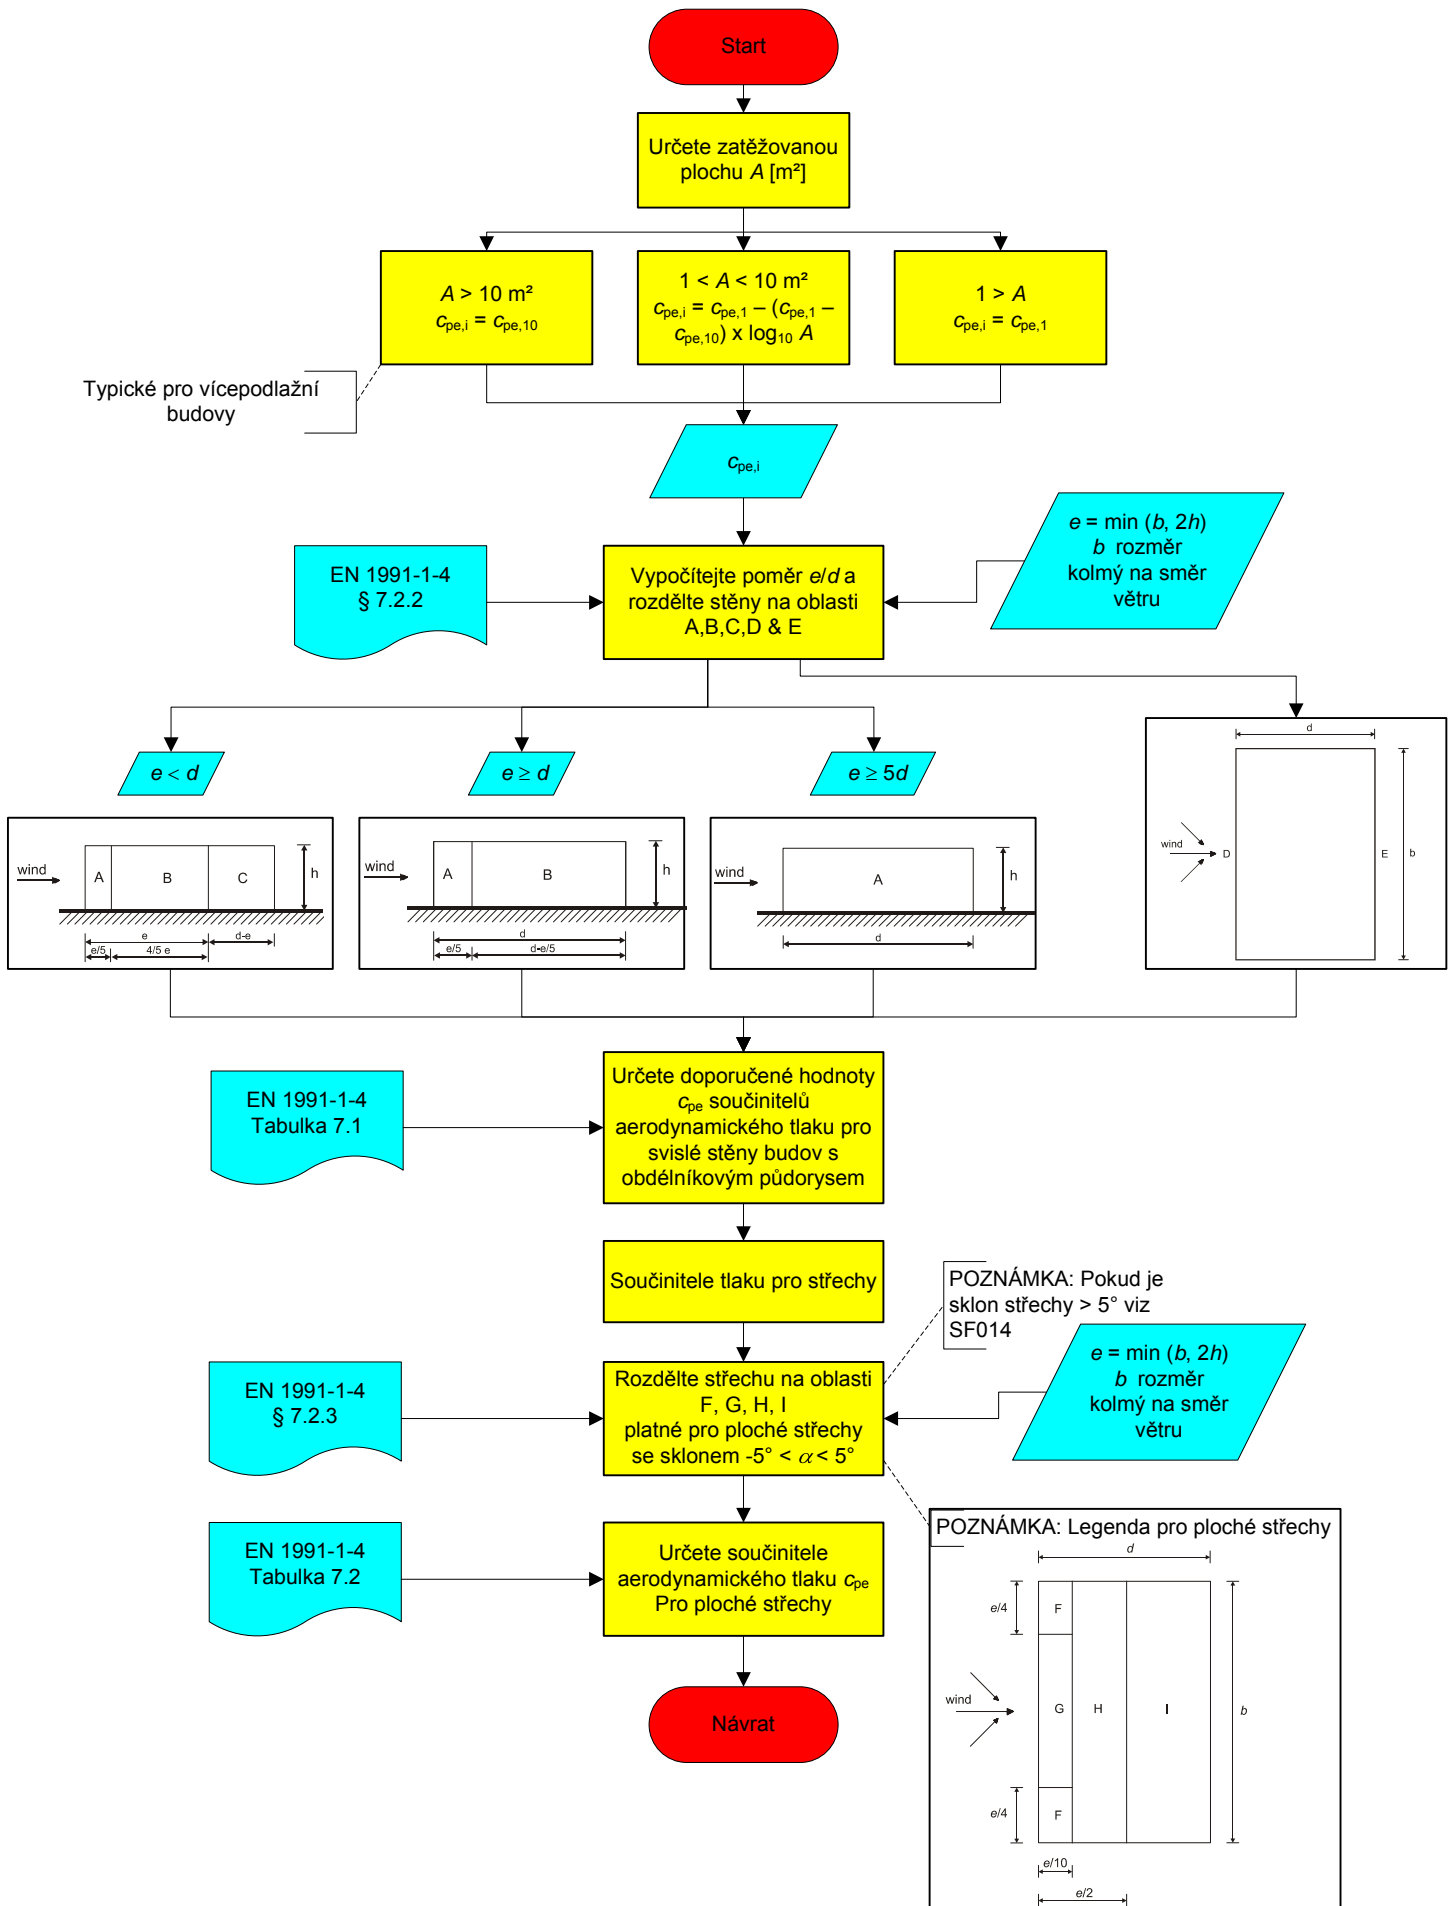 Start
Určete zatěžovanou
plochu A [m²]
A > 10 m²
cpe,i = cpe,10
1 < A < 10 m²
cpe,i = cpe,1 – (cpe,1 –
cpe,10) x log10 A
1 > A
cpe,i = cpe,1
Typické pro vícepodlažní
budovy
cpe,i
e = min (b, 2h)
b rozměr
kolmý na směr
větru
EN 1991-1-4
§ 7.2.2
Vypočítejte poměr e/d a
rozdělte stěny na oblasti
A,B,C,D & E
e < d
e ≥ d
e ≥ 5d
wind
A
B
C
h
e
d-e
e/5
4/5 e
wind
A
B
h
d
e/5
d-e/5
wind
A
h
d
d
wind
D
E
b
EN 1991-1-4
Tabulka 7.1
Určete doporučené hodnoty
cpe součinitelů
aerodynamického tlaku pro
svislé stěny budov s
obdélníkovým půdorysem
Součinitele tlaku pro střechy
POZNÁMKA: Pokud je
sklon střechy > 5° viz
SF014
EN 1991-1-4
§ 7.2.3
Rozdělte střechu na oblasti
F, G, H, I
platné pro ploché střechy
se sklonem -5° < α < 5°
e = min (b, 2h)
b rozměr
kolmý na směr
větru
EN 1991-1-4
Tabulka 7.2
Určete součinitele
aerodynamického tlaku cpe
Pro ploché střechy
POZNÁMKA: Legenda pro ploché střechy
d
e/4
F
wind
G
H
I
b
e/4
F
e/10
e/2
Návrat